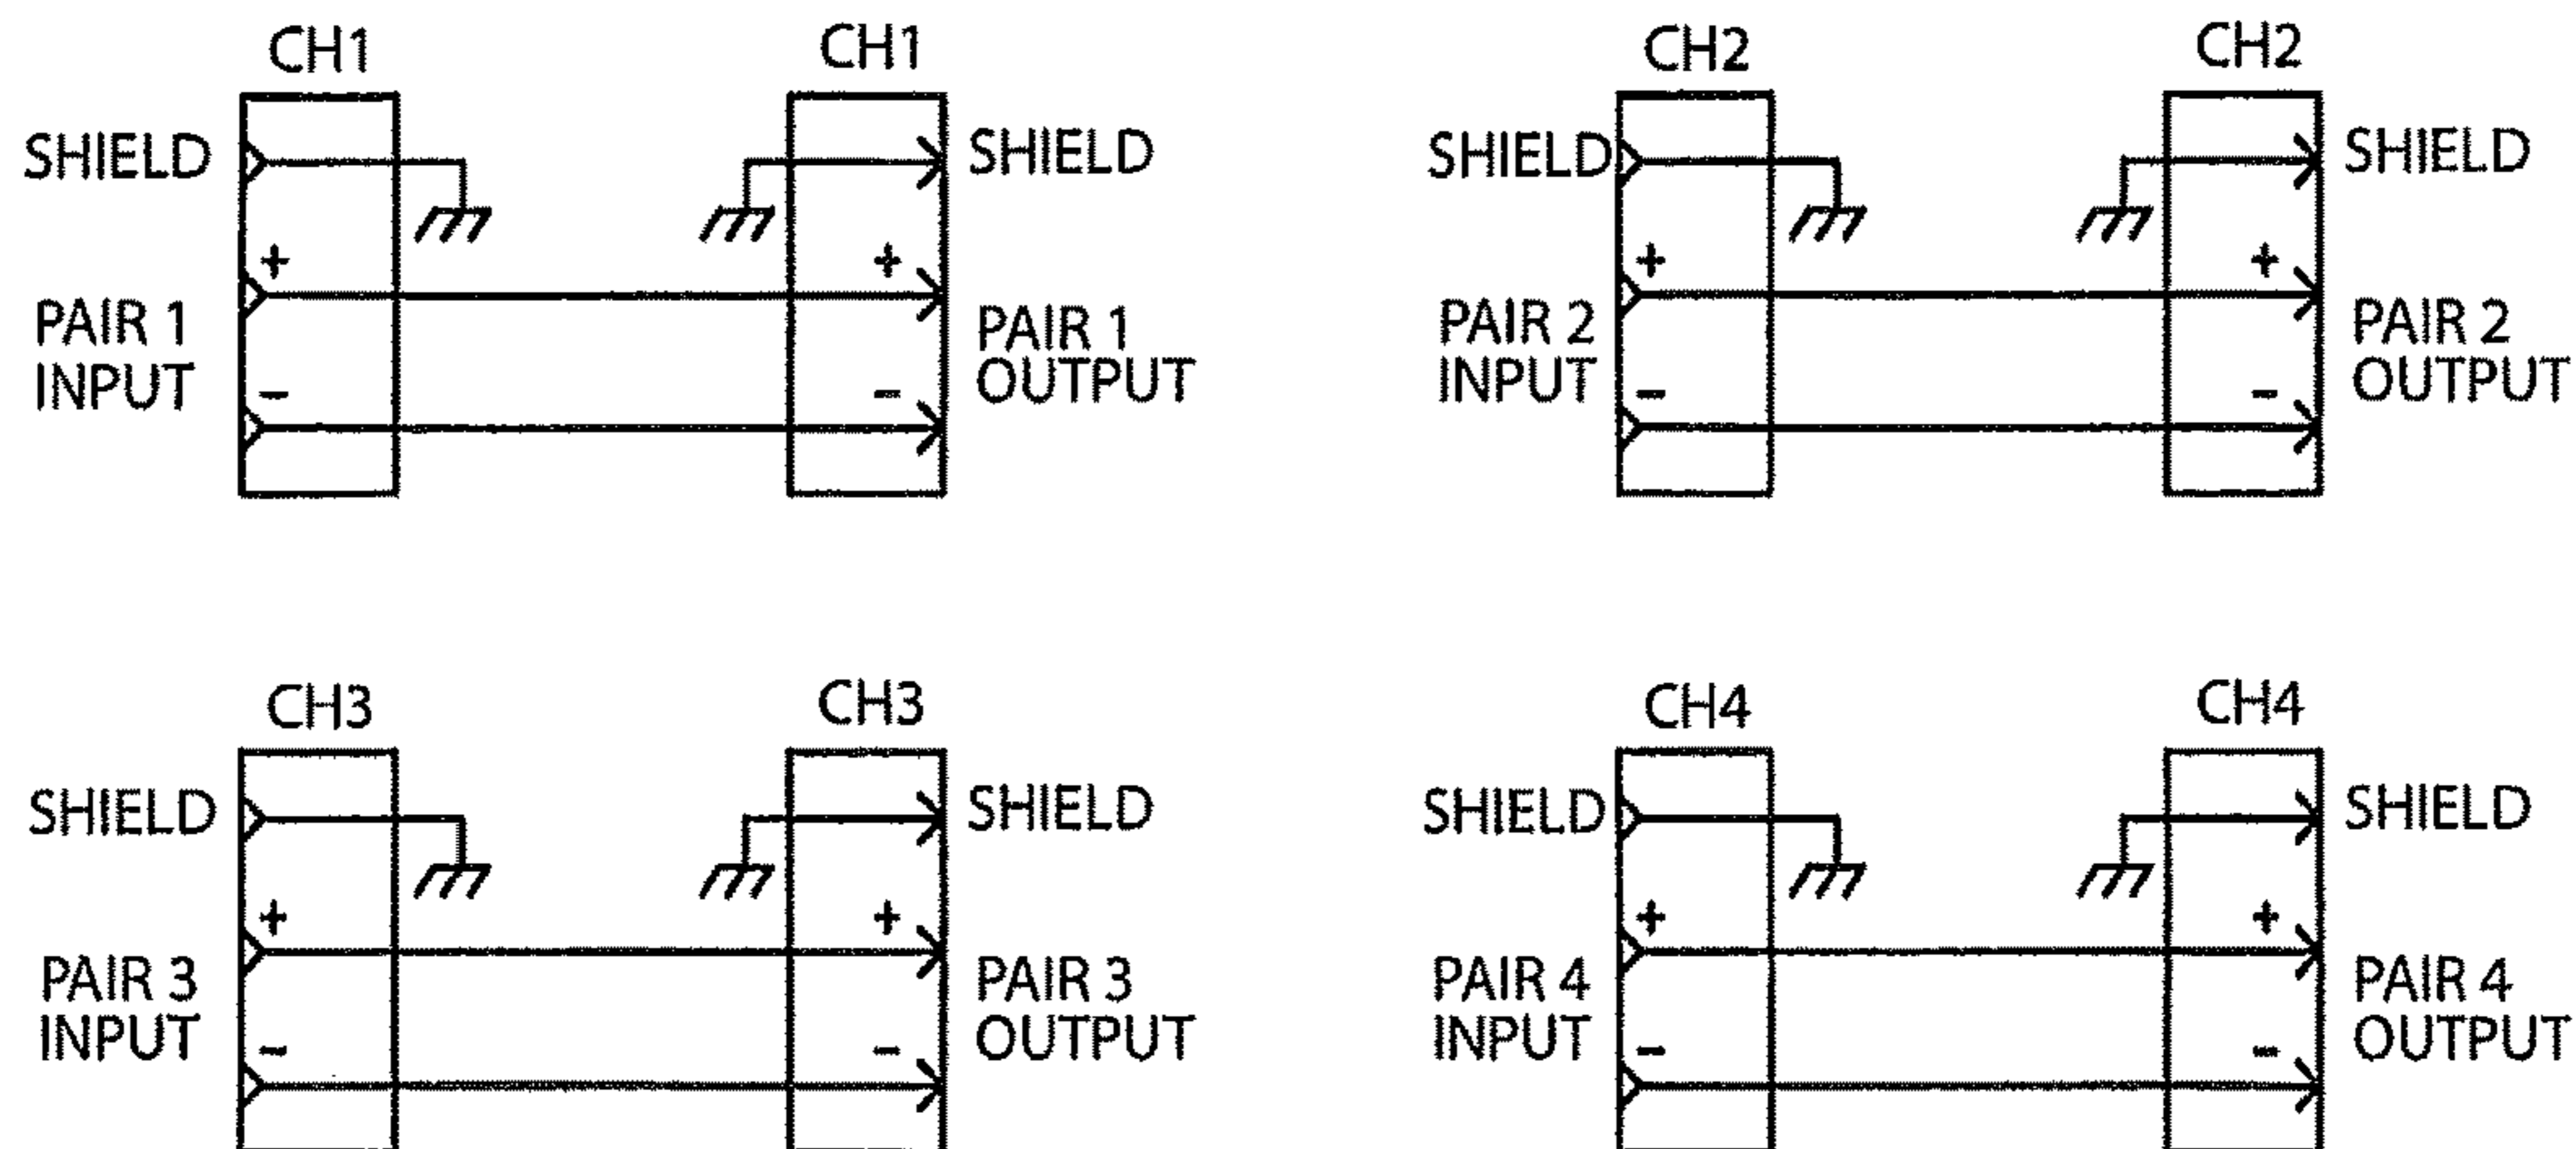 CH1 CH1
SHIELD SHIELD
+ +
PAIR 1 PAIR 1
INPUT OUTPUT
- -
CH2 CH2
SHIELD SHIELD
+ +
PAIR 2 PAIR 2
INPUT OUTPUT
- -
CH3 CH3
SHIELD SHIELD
+ +
PAIR 3 PAIR 3
INPUT OUTPUT
- -
CH4 CH4
SHIELD SHIELD
+ +
PAIR 4 PAIR 4
INPUT OUTPUT
- -